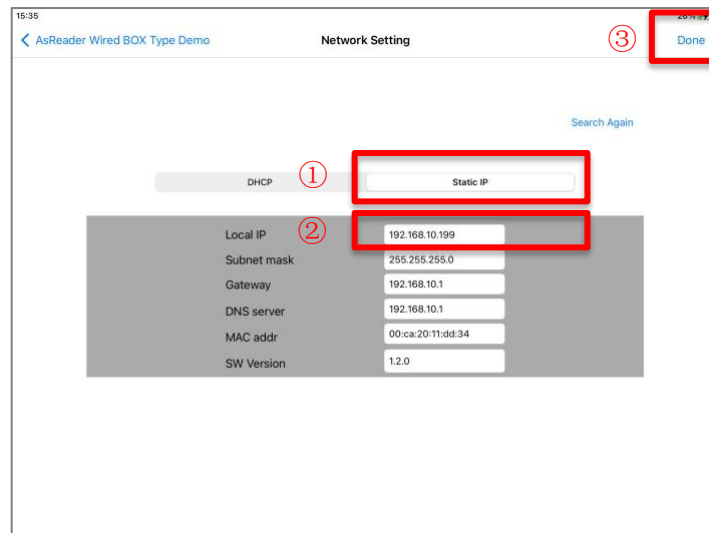 15:35
AsReader Wired BOX Type Demo Network Setting ③ Done
Search Again
DHCP ① Static IP
Local IP ② 192.168.10.199
Subnet mask 255.255.255.0
Gateway 192.168.10.1
DNS server 192.168.10.1
MAC addr 00:ca:20:11:dd:34
SW Version 1.2.0